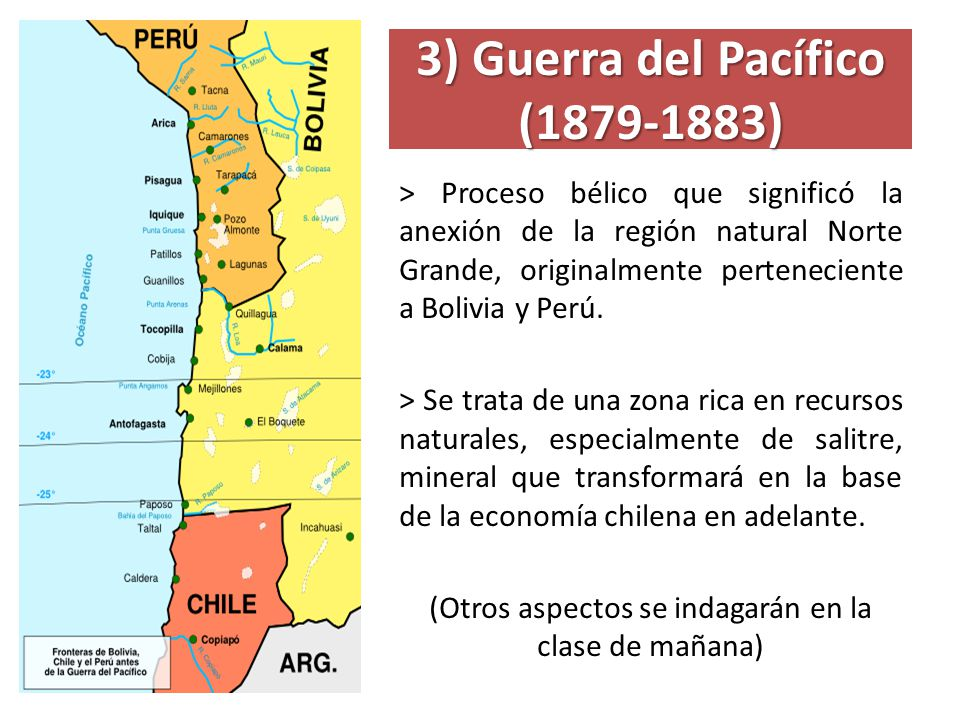 3) Guerra del Pacífico
(1879-1883)
> Proceso bélico que significó la
anexión de la región natural Norte
Grande, originalmente perteneciente
a Bolivia y Perú.
> Se trata de una zona rica en recursos
naturales, especialmente de salitre,
mineral que transformará en la base
de la economía chilena en adelante.
(Otros aspectos se indagarán en la
clase de mañana)
PERÚ
BOLIVIA
R. Mauri
R. Sama
Tacna
R. Lluta
Arica
R. Lauca
Camarones
R. Camarones
S. de Coipasa
Pisagua
Tarapacá
Iquique
Pozo
Almonte
S. de Uyuni
Punta Gruesa
Patillos
Lagunas
Océano Pacífico
Guanillos
Punta Arenas
Quillagua
R. Loa
Tocopilla
Calama
Cobija
-23°
Punta Angamos
Mejillones
S. de Atacama
Antofagasta
El Boquete
-24°
S. de Arizaro
-25°
R. Paposo
Paposo
Bahía del Paposo
Taltal
Incahuasi
Caldera
CHILE
Copiapó
R. Copiapó
ARG.
Fronteras de Bolivia,
Chile y el Perú antes
de la Guerra del Pacífico